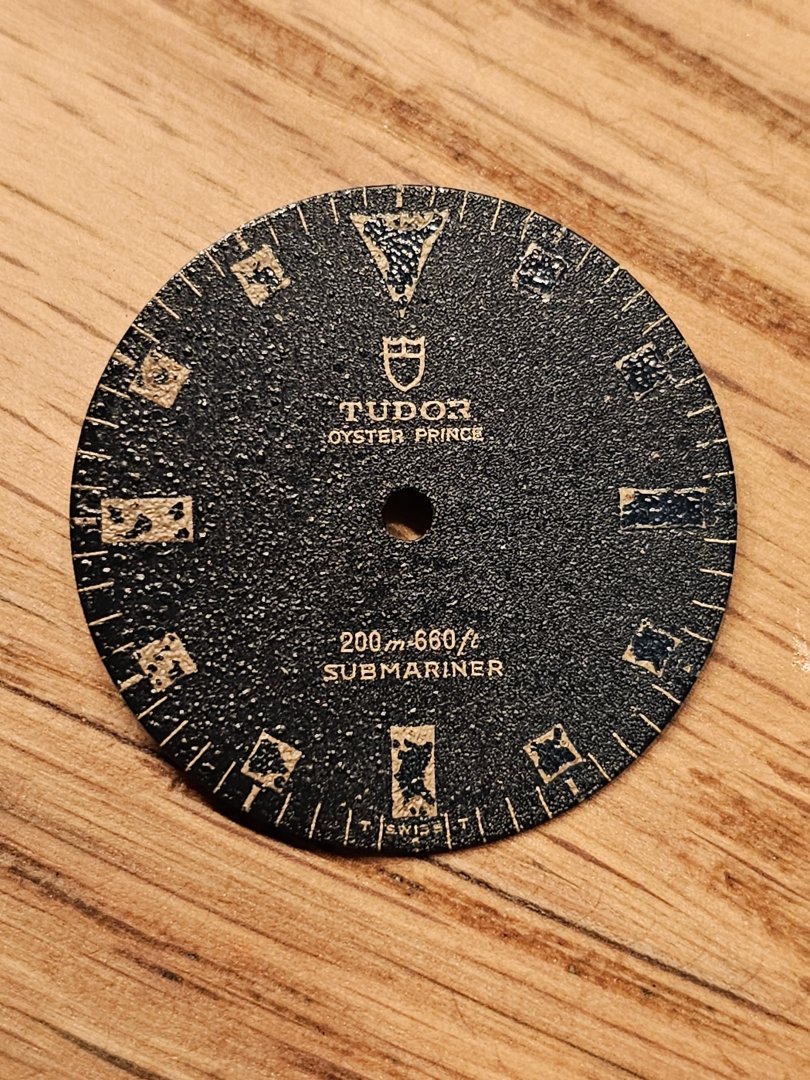 TUDOR
OYSTER PRINCE
200m-660ft
SUBMARINER
T SWISS T